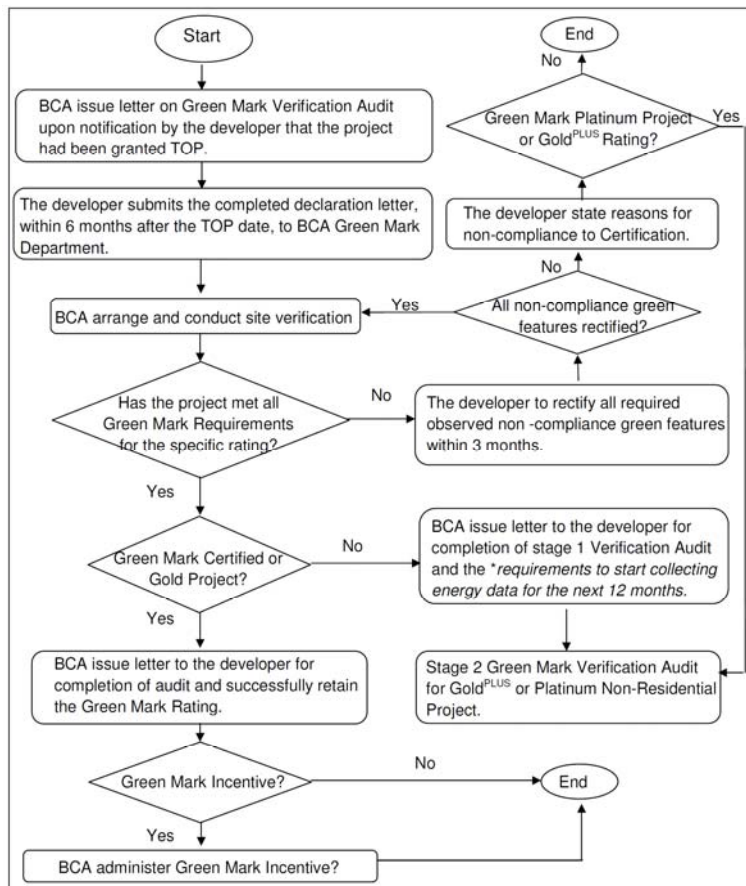 Start
BCA issue letter on Green Mark Verification Audit
upon notification by the developer that the project
had been granted TOP.
The developer submits the completed declaration letter,
within 6 months after the TOP date, to BCA Green Mark
Department.
BCA arrange and conduct site verification
Has the project met all
Green Mark Requirements
for the specific rating?
No
The developer to rectify all required
observed non -compliance green features
within 3 months.
All non-compliance green
features rectified?
Yes
No
The developer state reasons for
non-compliance to Certification.
Green Mark Platinum Project
or Gold^PLUS Rating?
No
End
Yes
Yes
Green Mark Certified or
Gold Project?
No
BCA issue letter to the developer for
completion of stage 1 Verification Audit
and the *requirements to start collecting
energy data for the next 12 months.
Stage 2 Green Mark Verification Audit
for Gold^PLUS or Platinum Non-Residential
Project.
Yes
BCA issue letter to the developer for
completion of audit and successfully retain
the Green Mark Rating.
Green Mark Incentive?
No
End
Yes
BCA administer Green Mark Incentive?